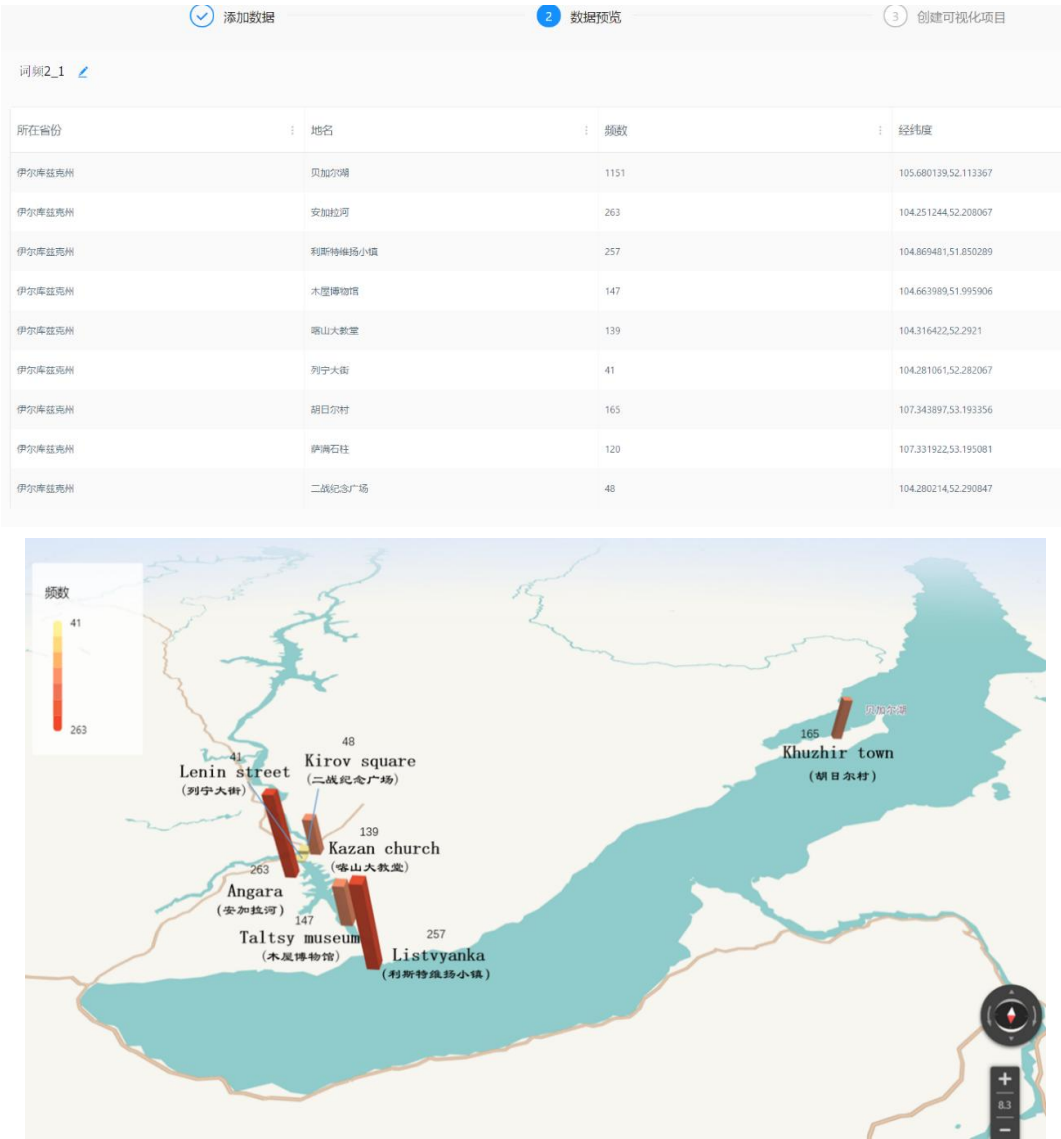 添加数据
2 数据预览
3 创建可视化项目
词频2_1
所在省份 地名 频数 经纬度
伊尔库兹克州 贝加尔湖 1151 105.680139,52.113367
伊尔库兹克州 安加拉河 263 104.251244,52.208067
伊尔库兹克州 利斯特维扬小镇 257 104.869481,51.850289
伊尔库兹克州 木屋博物馆 147 104.663989,51.995906
伊尔库兹克州 喀山大教堂 139 104.316422,52.2921
伊尔库兹克州 列宁大街 41 104.281061,52.282067
伊尔库兹克州 胡日尔村 165 107.343897,53.193356
伊尔库兹克州 萨满石柱 120 107.331922,53.195081
伊尔库兹克州 二战纪念广场 48 104.280214,52.290847
频数
41
263
贝加尔湖
165
Khuzhir town
(胡日尔村)
48
Kirov square
(二战纪念广场)
41
Lenin street
(列宁大街)
139
Kazan church
(喀山大教堂)
263
Angara
(安加拉河)
147
Taltsy museum
(木屋博物馆)
257
Listvyanka
(利斯特维扬小镇)
+
8.3
−